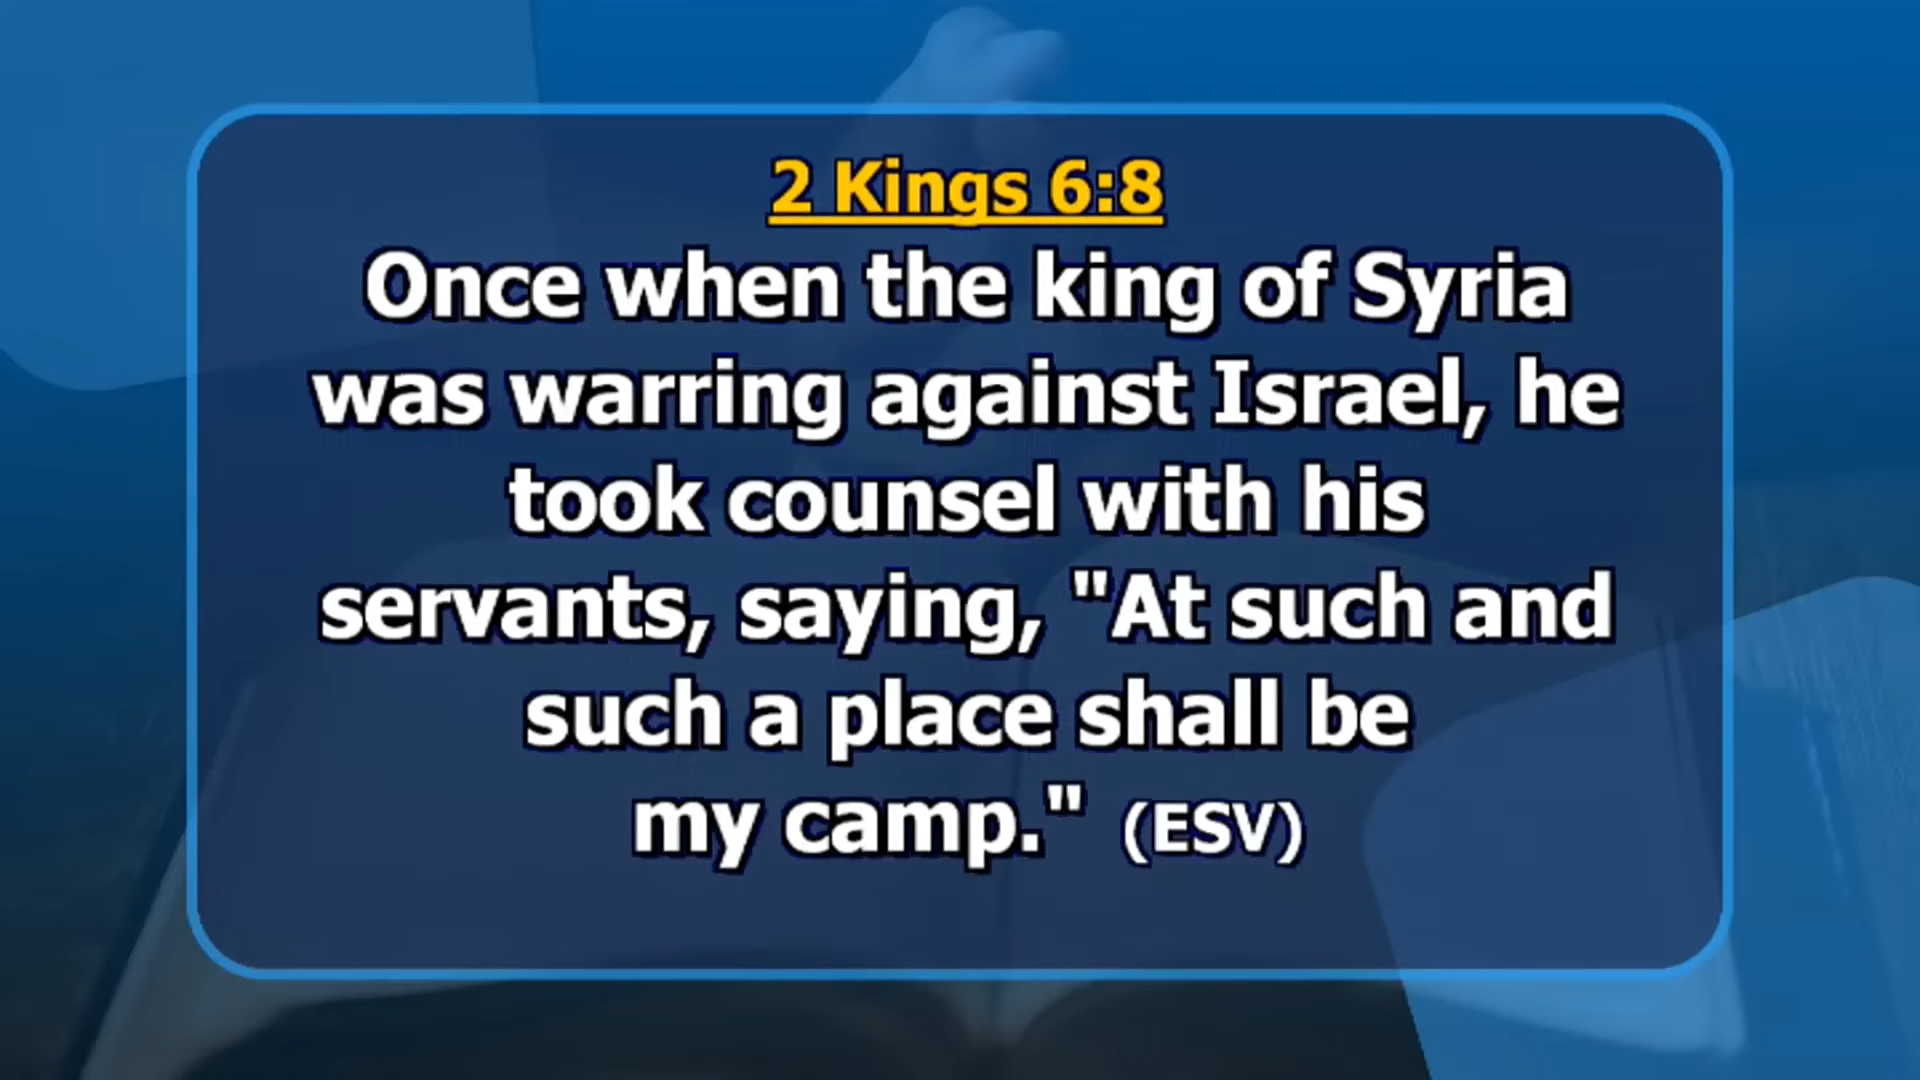 2 Kings 6:8
Once when the king of Syria
was warring against Israel, he
took counsel with his
servants, saying, "At such and
such a place shall be
my camp." (ESV)